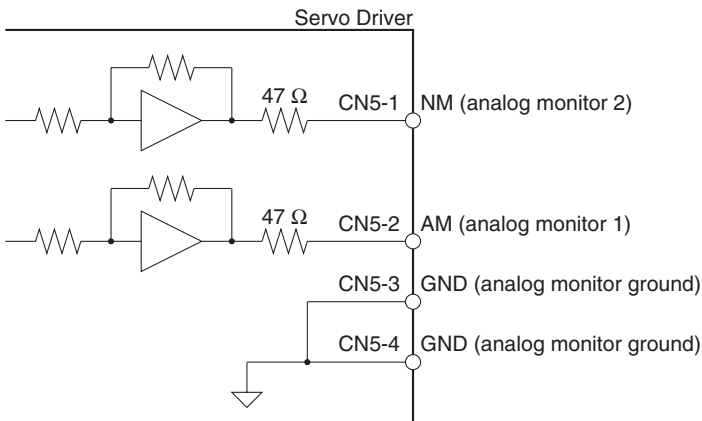 Servo Driver
47 Ω
CN5-1
NM (analog monitor 2)
47 Ω
CN5-2
AM (analog monitor 1)
CN5-3
GND (analog monitor ground)
CN5-4
GND (analog monitor ground)